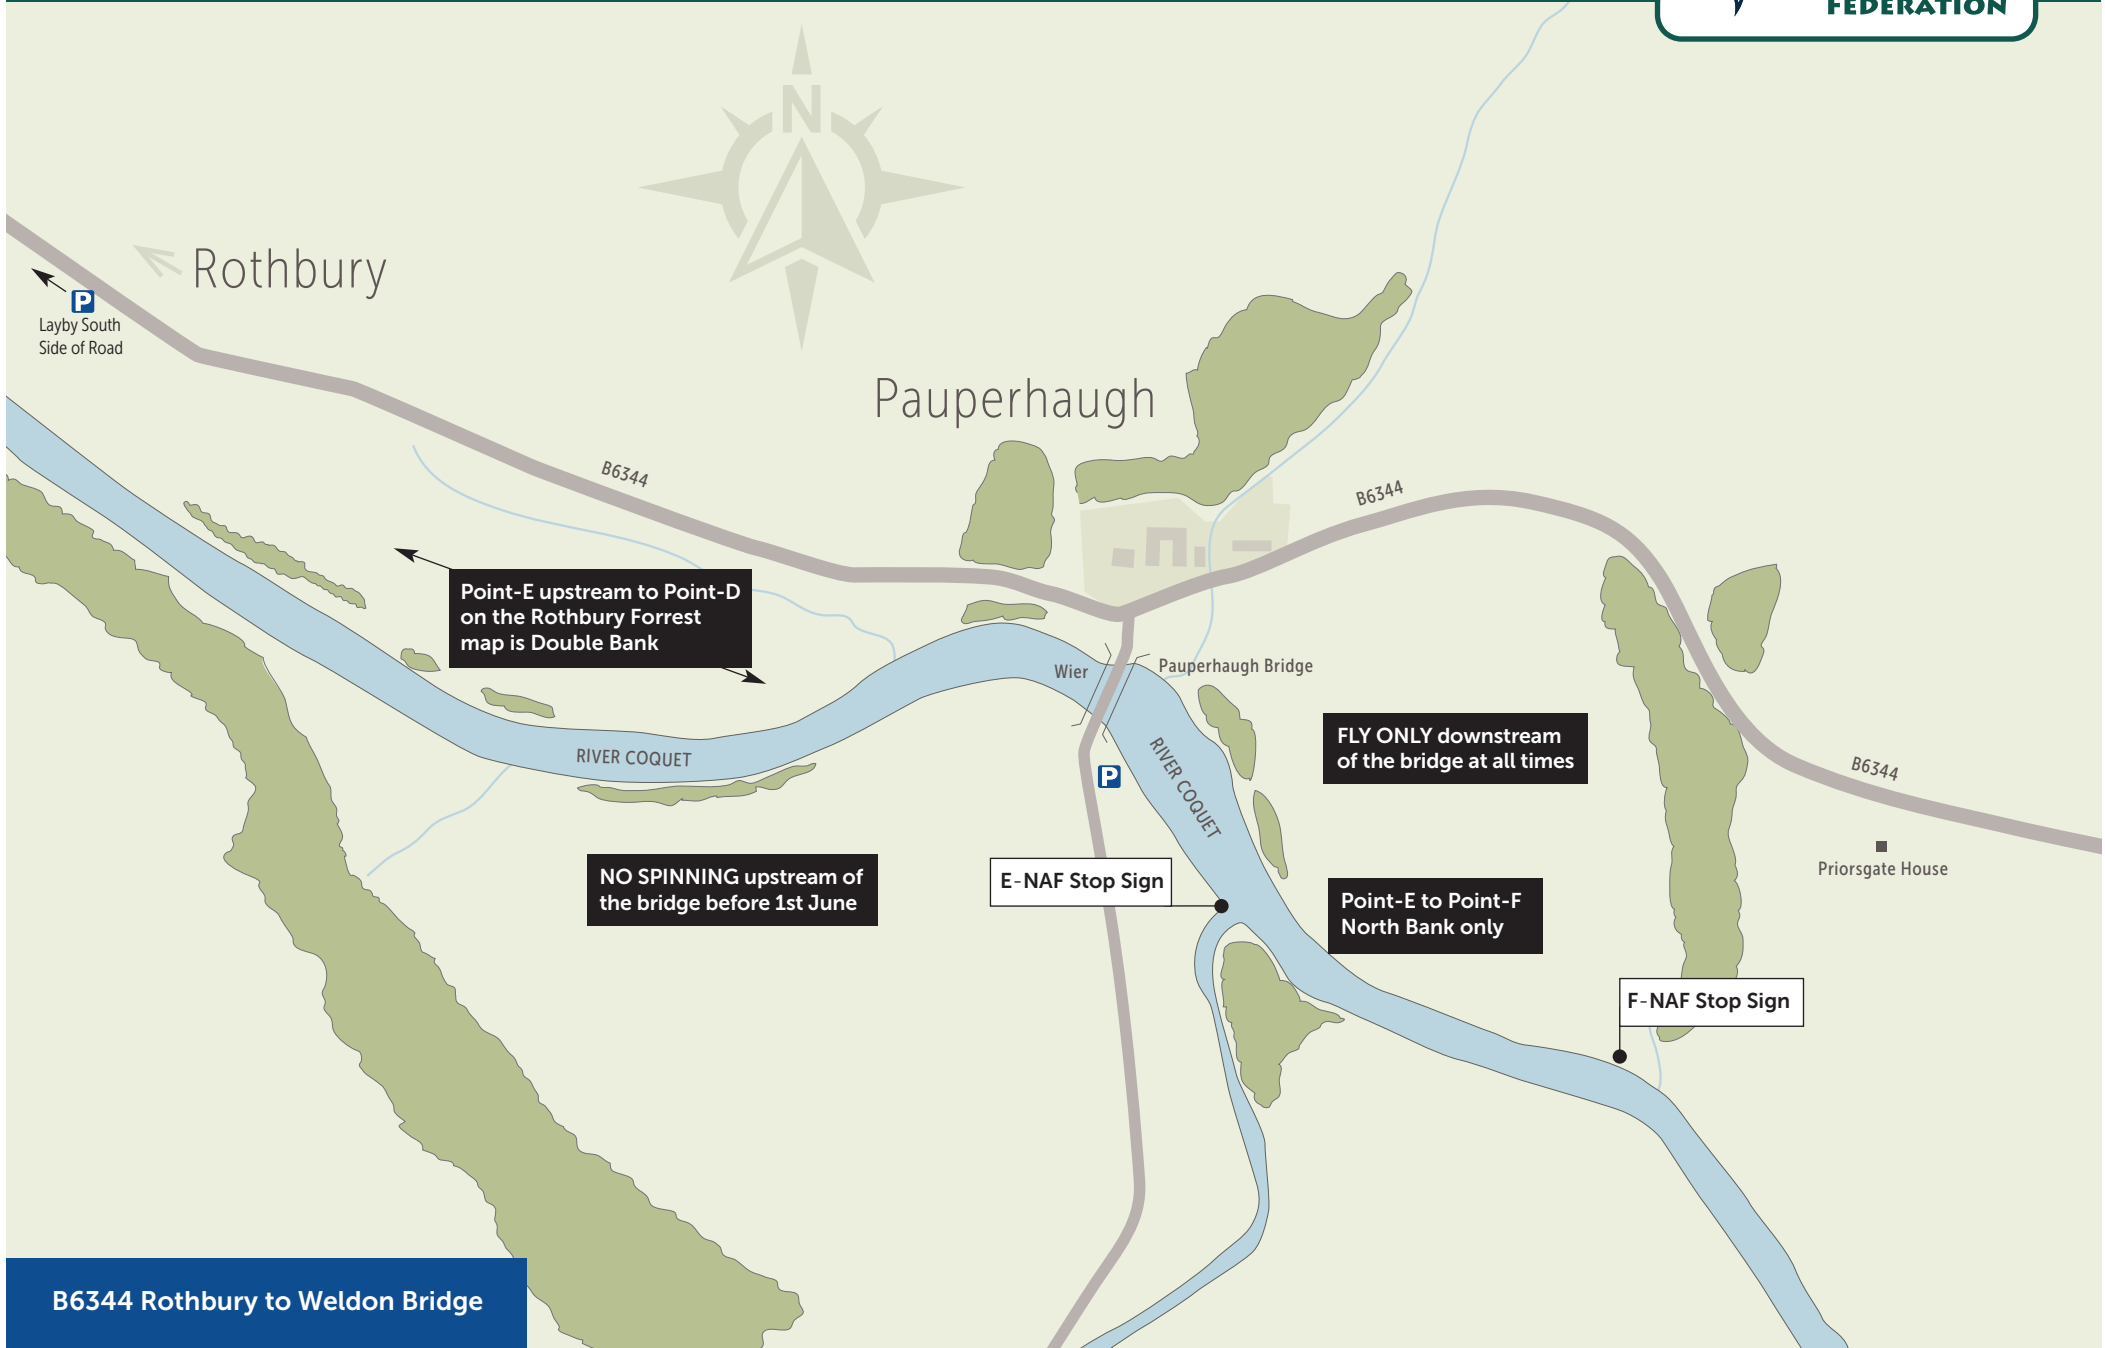 FEDERATION
N
Rothbury
P
Layby South
Side of Road
Pauperhaugh
B6344
B6344
Point-E upstream to Point-D
on the Rothbury Forrest
map is Double Bank
Wier
Pauperhaugh Bridge
RIVER COQUET
RIVER COQUET
P
FLY ONLY downstream
of the bridge at all times
B6344
Priorsgate House
NO SPINNING upstream of
the bridge before 1st June
E-NAF Stop Sign
Point-E to Point-F
North Bank only
F-NAF Stop Sign
B6344 Rothbury to Weldon Bridge